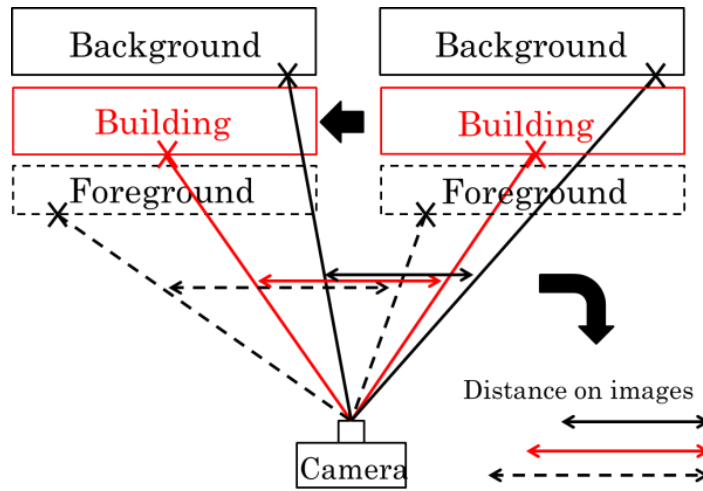 Background
Background
Building
Building
Foreground
Foreground
Distance on images
Camera